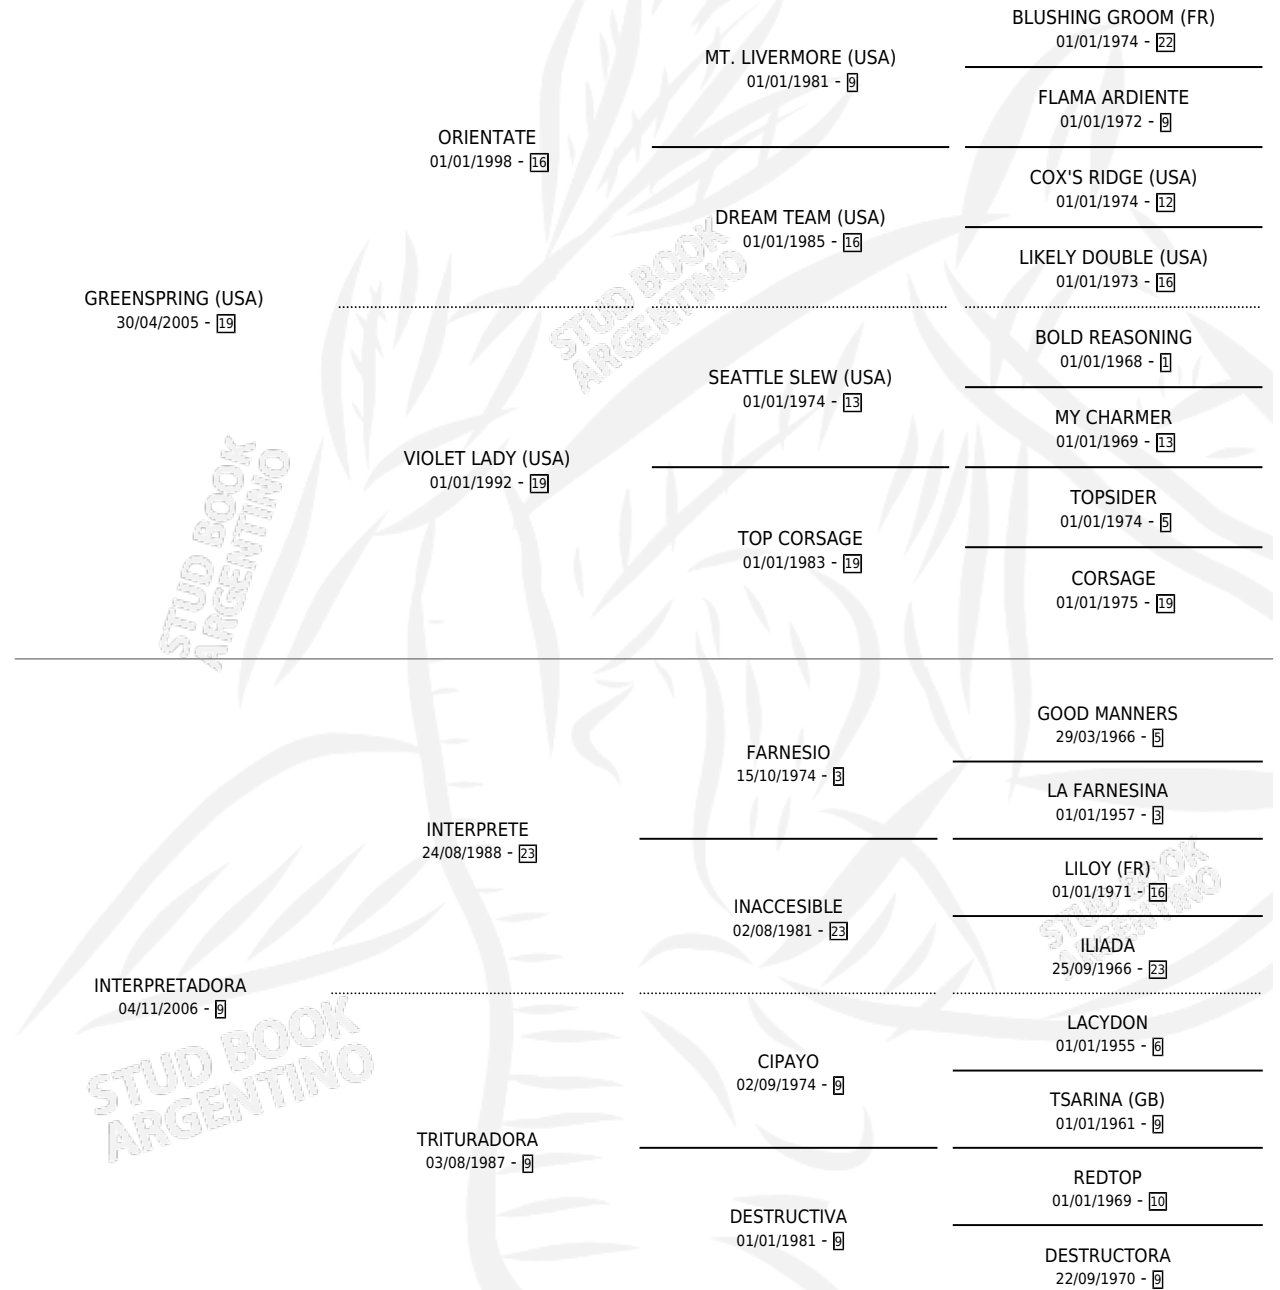 BLUSHING GROOM (FR)
01/01/1974 - 22
MT. LIVERMORE (USA)
01/01/1981 - 9
FLAMA ARDIENTE
01/01/1972 - 9
ORIENTATE
01/01/1998 - 16
COX'S RIDGE (USA)
01/01/1974 - 12
DREAM TEAM (USA)
01/01/1985 - 16
LIKELY DOUBLE (USA)
01/01/1973 - 16
GREENSPRING (USA)
30/04/2005 - 19
STUD BOOK
ARGENTINO
BOLD REASONING
01/01/1968 - 1
SEATTLE SLEW (USA)
01/01/1974 - 13
MY CHARMER
01/01/1969 - 13
VIOLET LADY (USA)
01/01/1992 - 19
TOPSIDER
01/01/1974 - 5
TOP CORSAGE
01/01/1983 - 19
CORSAGE
01/01/1975 - 19
STUD BOOK
ARGENTINO
GOOD MANNERS
29/03/1966 - 5
FARNESIO
15/10/1974 - 3
LA FARNESINA
01/01/1957 - 3
INTERPRETE
24/08/1988 - 23
LILOY (FR)
01/01/1971 - 16
INACCESIBLE
02/08/1981 - 23
STUD BOOK
ARGENTINO
ILIADA
25/09/1966 - 23
INTERPRETADORA
04/11/2006 - 9
LACYDON
01/01/1955 - 6
CIPAYO
02/09/1974 - 9
STUD BOOK
ARGENTINO
TSARINA (GB)
01/01/1961 - 9
TRITURADORA
03/08/1987 - 9
REDTOP
01/01/1969 - 10
DESTRUCTIVA
01/01/1981 - 9
DESTRUCTORA
22/09/1970 - 9